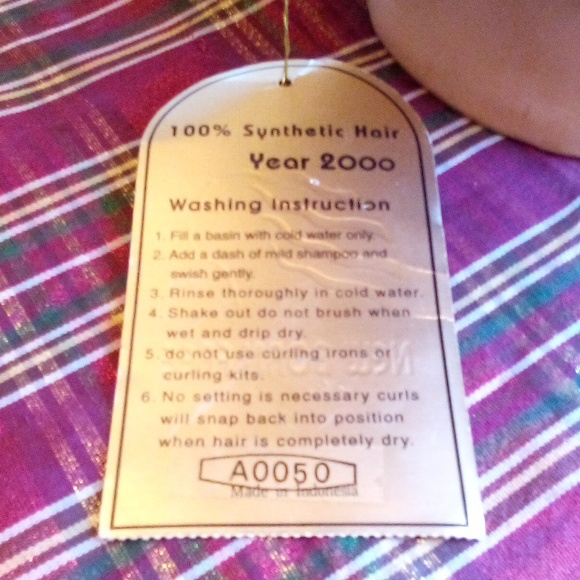 100% Synthetic Hair
Year 2000
Washing Instruction
1. Fill a basin with cold water only.
2. Add a dash of mild shampoo and
swish gently.
3. Rinse thoroughly in cold water.
4. Shake out do not brush when
wet and drip dry.
5. do not use curling irons or
curling kits.
6. No setting is necessary curls
will snap back into position
when hair is completely dry.
A0050
Made in Indonesia